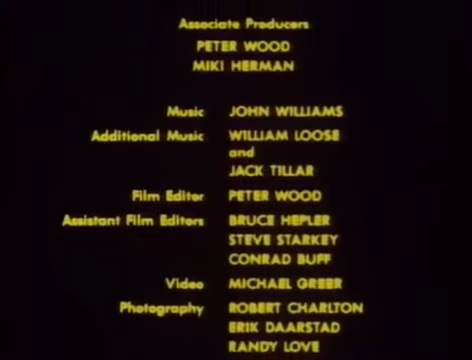 Associate Producers
PETER WOOD
MIKI HERMAN
Music JOHN WILLIAMS
Additional Music WILLIAM LOOSE
and
JACK TILLAR
Film Editor PETER WOOD
Assistant Film Editors BRUCE HEPLER
STEVE STARKEY
CONRAD BUFF
Video MICHAEL GREER
Photography ROBERT CHARLTON
ERIK DAARSTAD
RANDY LOVE